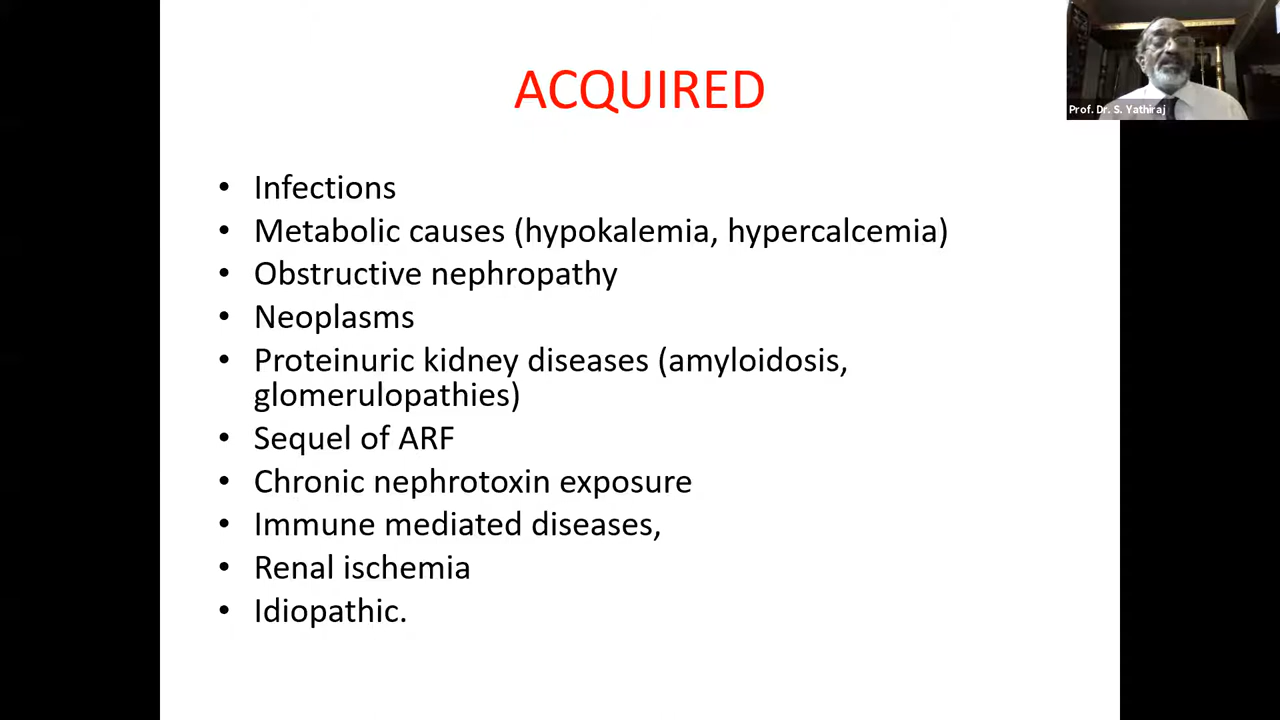 ACQUIRED
Prof. Dr. S. Yathiraj
• Infections
• Metabolic causes (hypokalemia, hypercalcemia)
• Obstructive nephropathy
• Neoplasms
• Proteinuric kidney diseases (amyloidosis,
glomerulopathies)
• Sequel of ARF
• Chronic nephrotoxin exposure
• Immune mediated diseases,
• Renal ischemia
• Idiopathic.